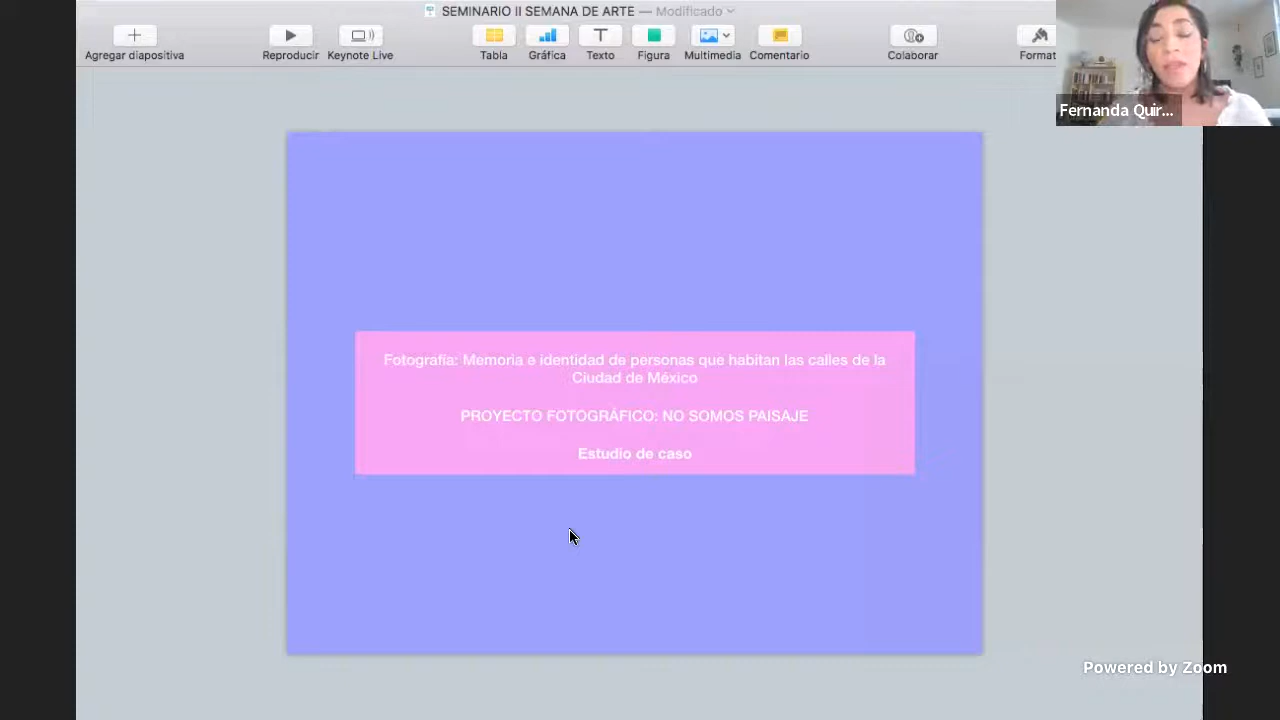 SEMINARIO II SEMANA DE ARTE — Modificado
Agregar diapositiva
Reproducir
Keynote Live
Tabla
Gráfica
Texto
Figura
Multimedia
Comentario
Colaborar
Format
Fernanda Quir...
Fotografía: Memoria e identidad de personas que habitan las calles de la
Ciudad de México
PROYECTO FOTOGRÁFICO: NO SOMOS PAISAJE
Estudio de caso
Powered by Zoom